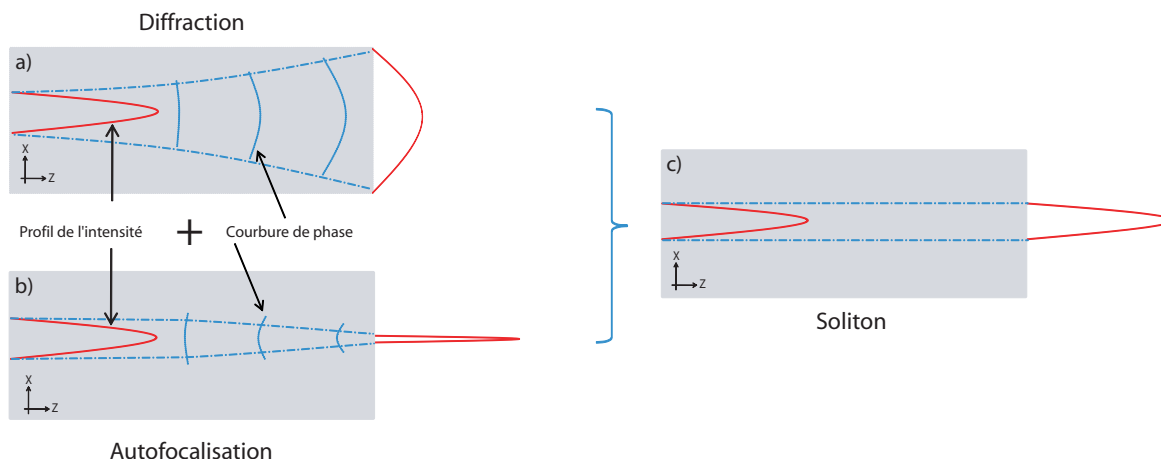 Diffraction
a)
X
Z
Profil de l'intensité
+
Courbure de phase
b)
X
Z
Autofocalisation
c)
X
Z
Soliton